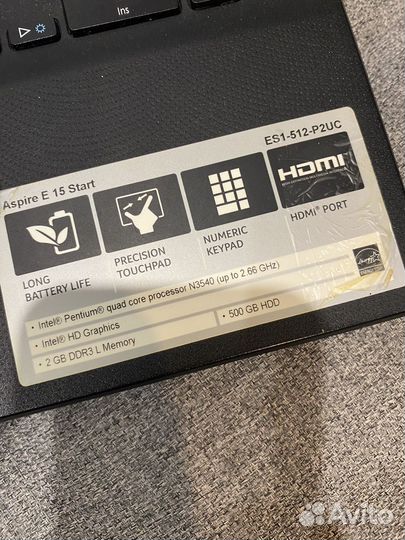 Ins
Aspire E 15 Start
ES1-512-P2UC
LONG
BATTERY LIFE
PRECISION
TOUCHPAD
NUMERIC
KEYPAD
HDMI
HDMI® PORT
• Intel® Pentium® quad core processor N3540 (up to 2.66 GHz)
• Intel® HD Graphics
• 2 GB DDR3 L Memory
• 500 GB HDD
Avito